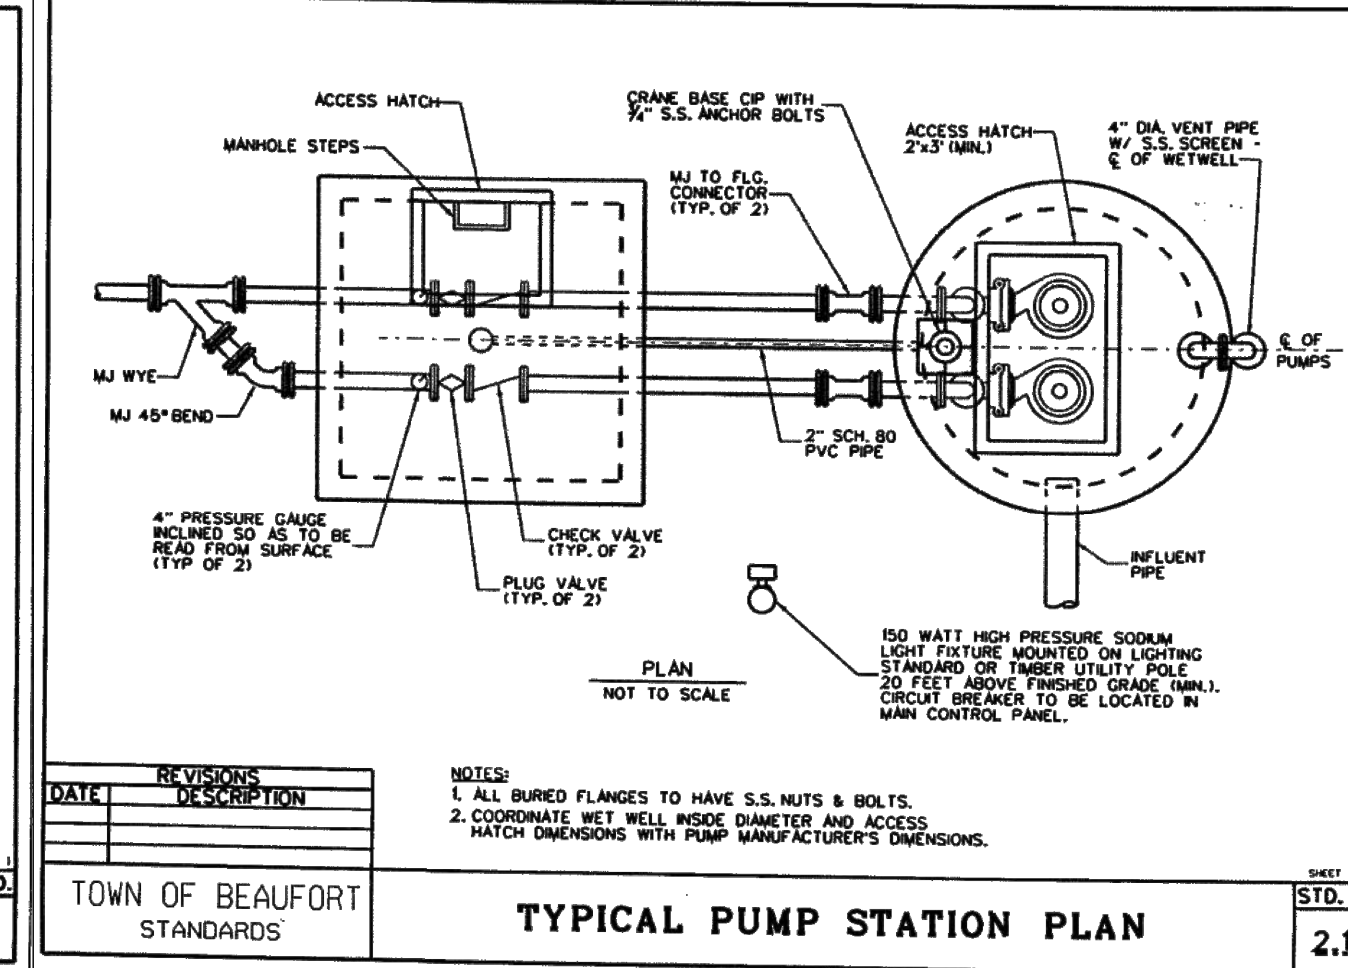 ACCESS HATCH
MANHOLE STEPS
CRANE BASE CIP WITH
3/4" S.S. ANCHOR BOLTS
ACCESS HATCH
2'x3' (MIN.)
4" DIA. VENT PIPE
W/ S.S. SCREEN -
℄ OF WETWELL
MJ TO FLG.
CONNECTOR
(TYP. OF 2)
℄ OF
PUMPS
MJ WYE
MJ 45° BEND
2" SCH. 80
PVC PIPE
4" PRESSURE GAUGE
INCLINED SO AS TO BE
READ FROM SURFACE
(TYP OF 2)
CHECK VALVE
(TYP. OF 2)
PLUG VALVE
(TYP. OF 2)
INFLUENT
PIPE
150 WATT HIGH PRESSURE SODIUM
LIGHT FIXTURE MOUNTED ON LIGHTING
STANDARD OR TIMBER UTILITY POLE
20 FEET ABOVE FINISHED GRADE (MIN.).
CIRCUIT BREAKER TO BE LOCATED IN
MAIN CONTROL PANEL.
PLAN
NOT TO SCALE
REVISIONS
DATE DESCRIPTION
NOTES:
1. ALL BURIED FLANGES TO HAVE S.S. NUTS & BOLTS.
2. COORDINATE WET WELL INSIDE DIAMETER AND ACCESS
HATCH DIMENSIONS WITH PUMP MANUFACTURER'S DIMENSIONS.
TOWN OF BEAUFORT
STANDARDS
TYPICAL PUMP STATION PLAN
SHEET
STD.